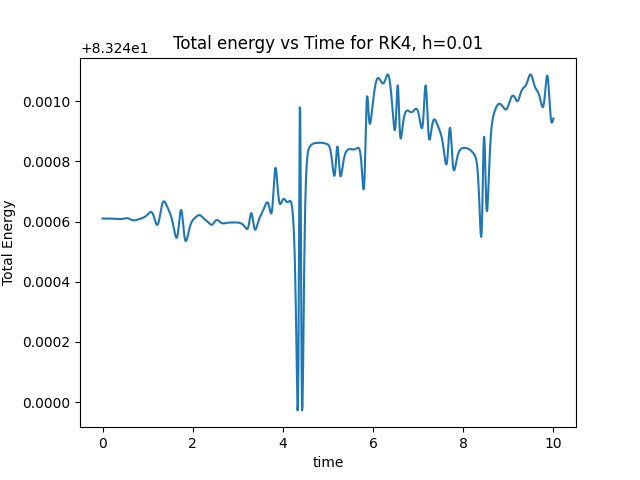 Total energy vs Time for RK4, h=0.01
+8.324e1
Total Energy
0.0010
0.0008
0.0006
0.0004
0.0002
0.0000
0 2 4 6 8 10
time